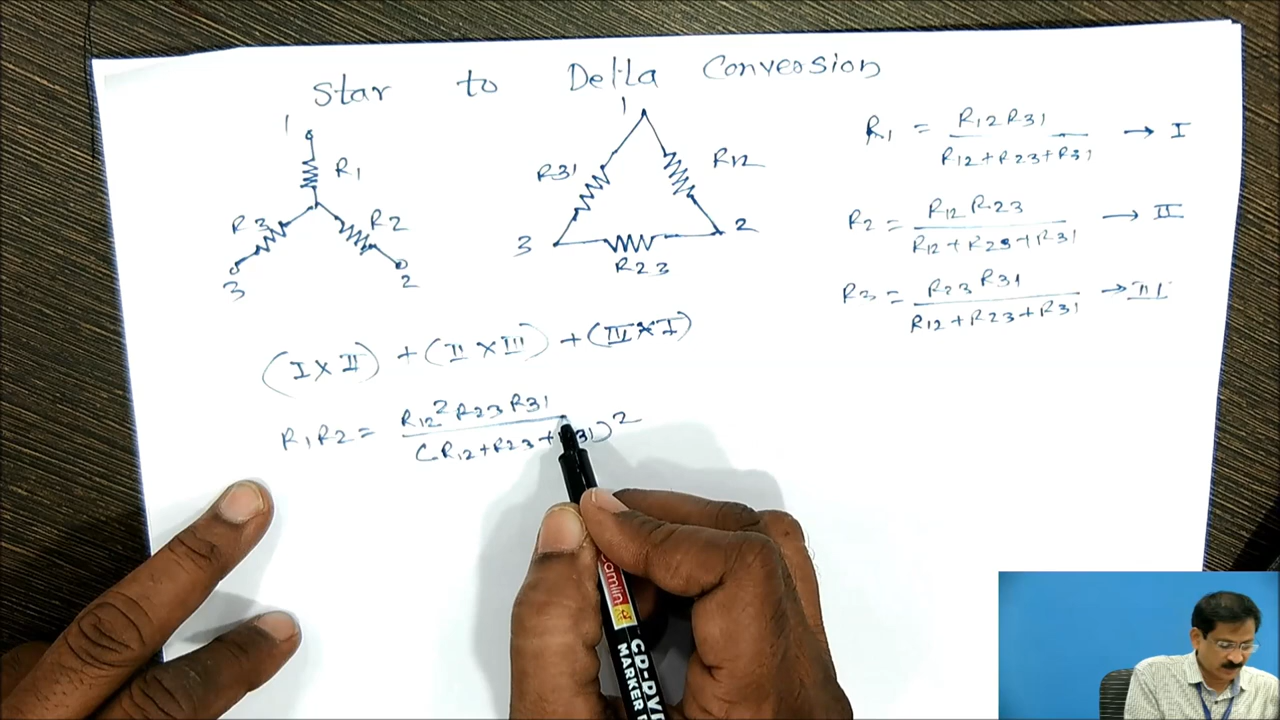 Star to Delta Conversion
1
R1
R3
R2
3
2
1
R31
R12
3
2
R23
R1 = R12 R31 / R12+R23+R31 → I
R2 = R12 R23 / R12+R23+R31 → II
R3 = R23 R31 / R12+R23+R31 → III
(I X II) + (II X III) + (III X I)
R1R2 = R12² R23 R31 / (R12+R23+R31)²
Camlin
CD-DVD
MARKER